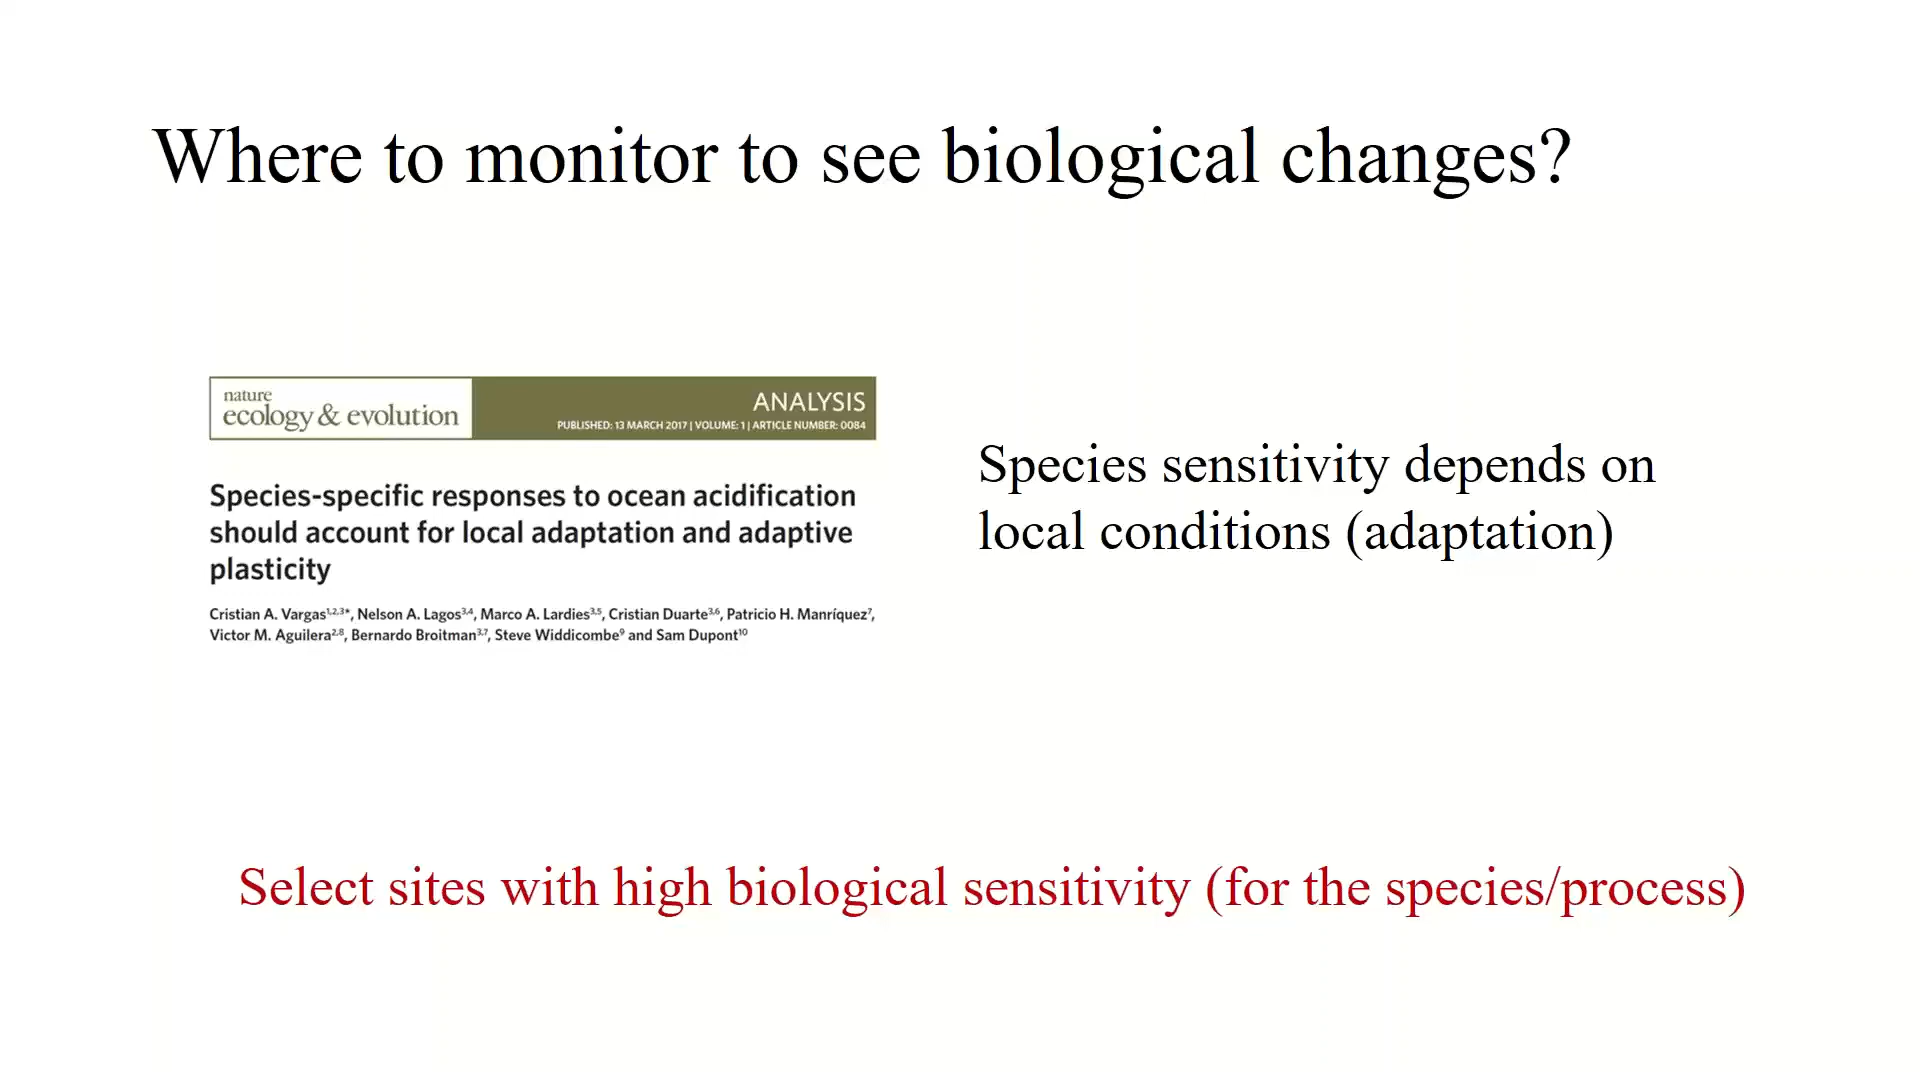 Where to monitor to see biological changes?
nature
ecology & evolution
ANALYSIS
PUBLISHED: 13 MARCH 2017 | VOLUME: 1 | ARTICLE NUMBER: 0084
Species-specific responses to ocean acidification
should account for local adaptation and adaptive
plasticity
Cristian A. Vargas1,2,3*, Nelson A. Lagos3,4, Marco A. Lardies3,5, Cristian Duarte3,6, Patricio H. Manríquez7,
Victor M. Aguilera2,8, Bernardo Broitman3,7, Steve Widdicombe9 and Sam Dupont10
Species sensitivity depends on
local conditions (adaptation)
Select sites with high biological sensitivity (for the species/process)